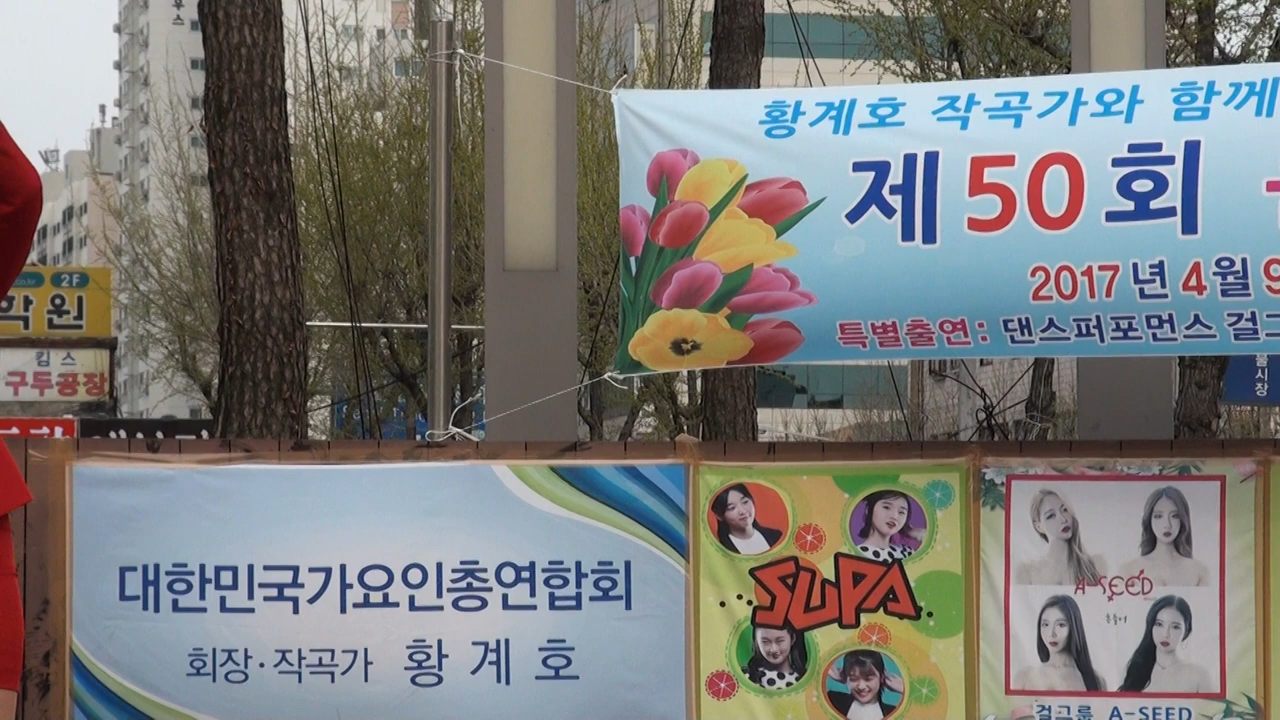 황계호 작곡가와 함께
제50회
2017년 4월 9
특별출연: 댄스퍼포먼스 걸그
2F
학원
킴스
구두공장
대한민국가요인총연합회
회장·작곡가 황계호
SUPA
A-SEED
걸그룹 A-SEED